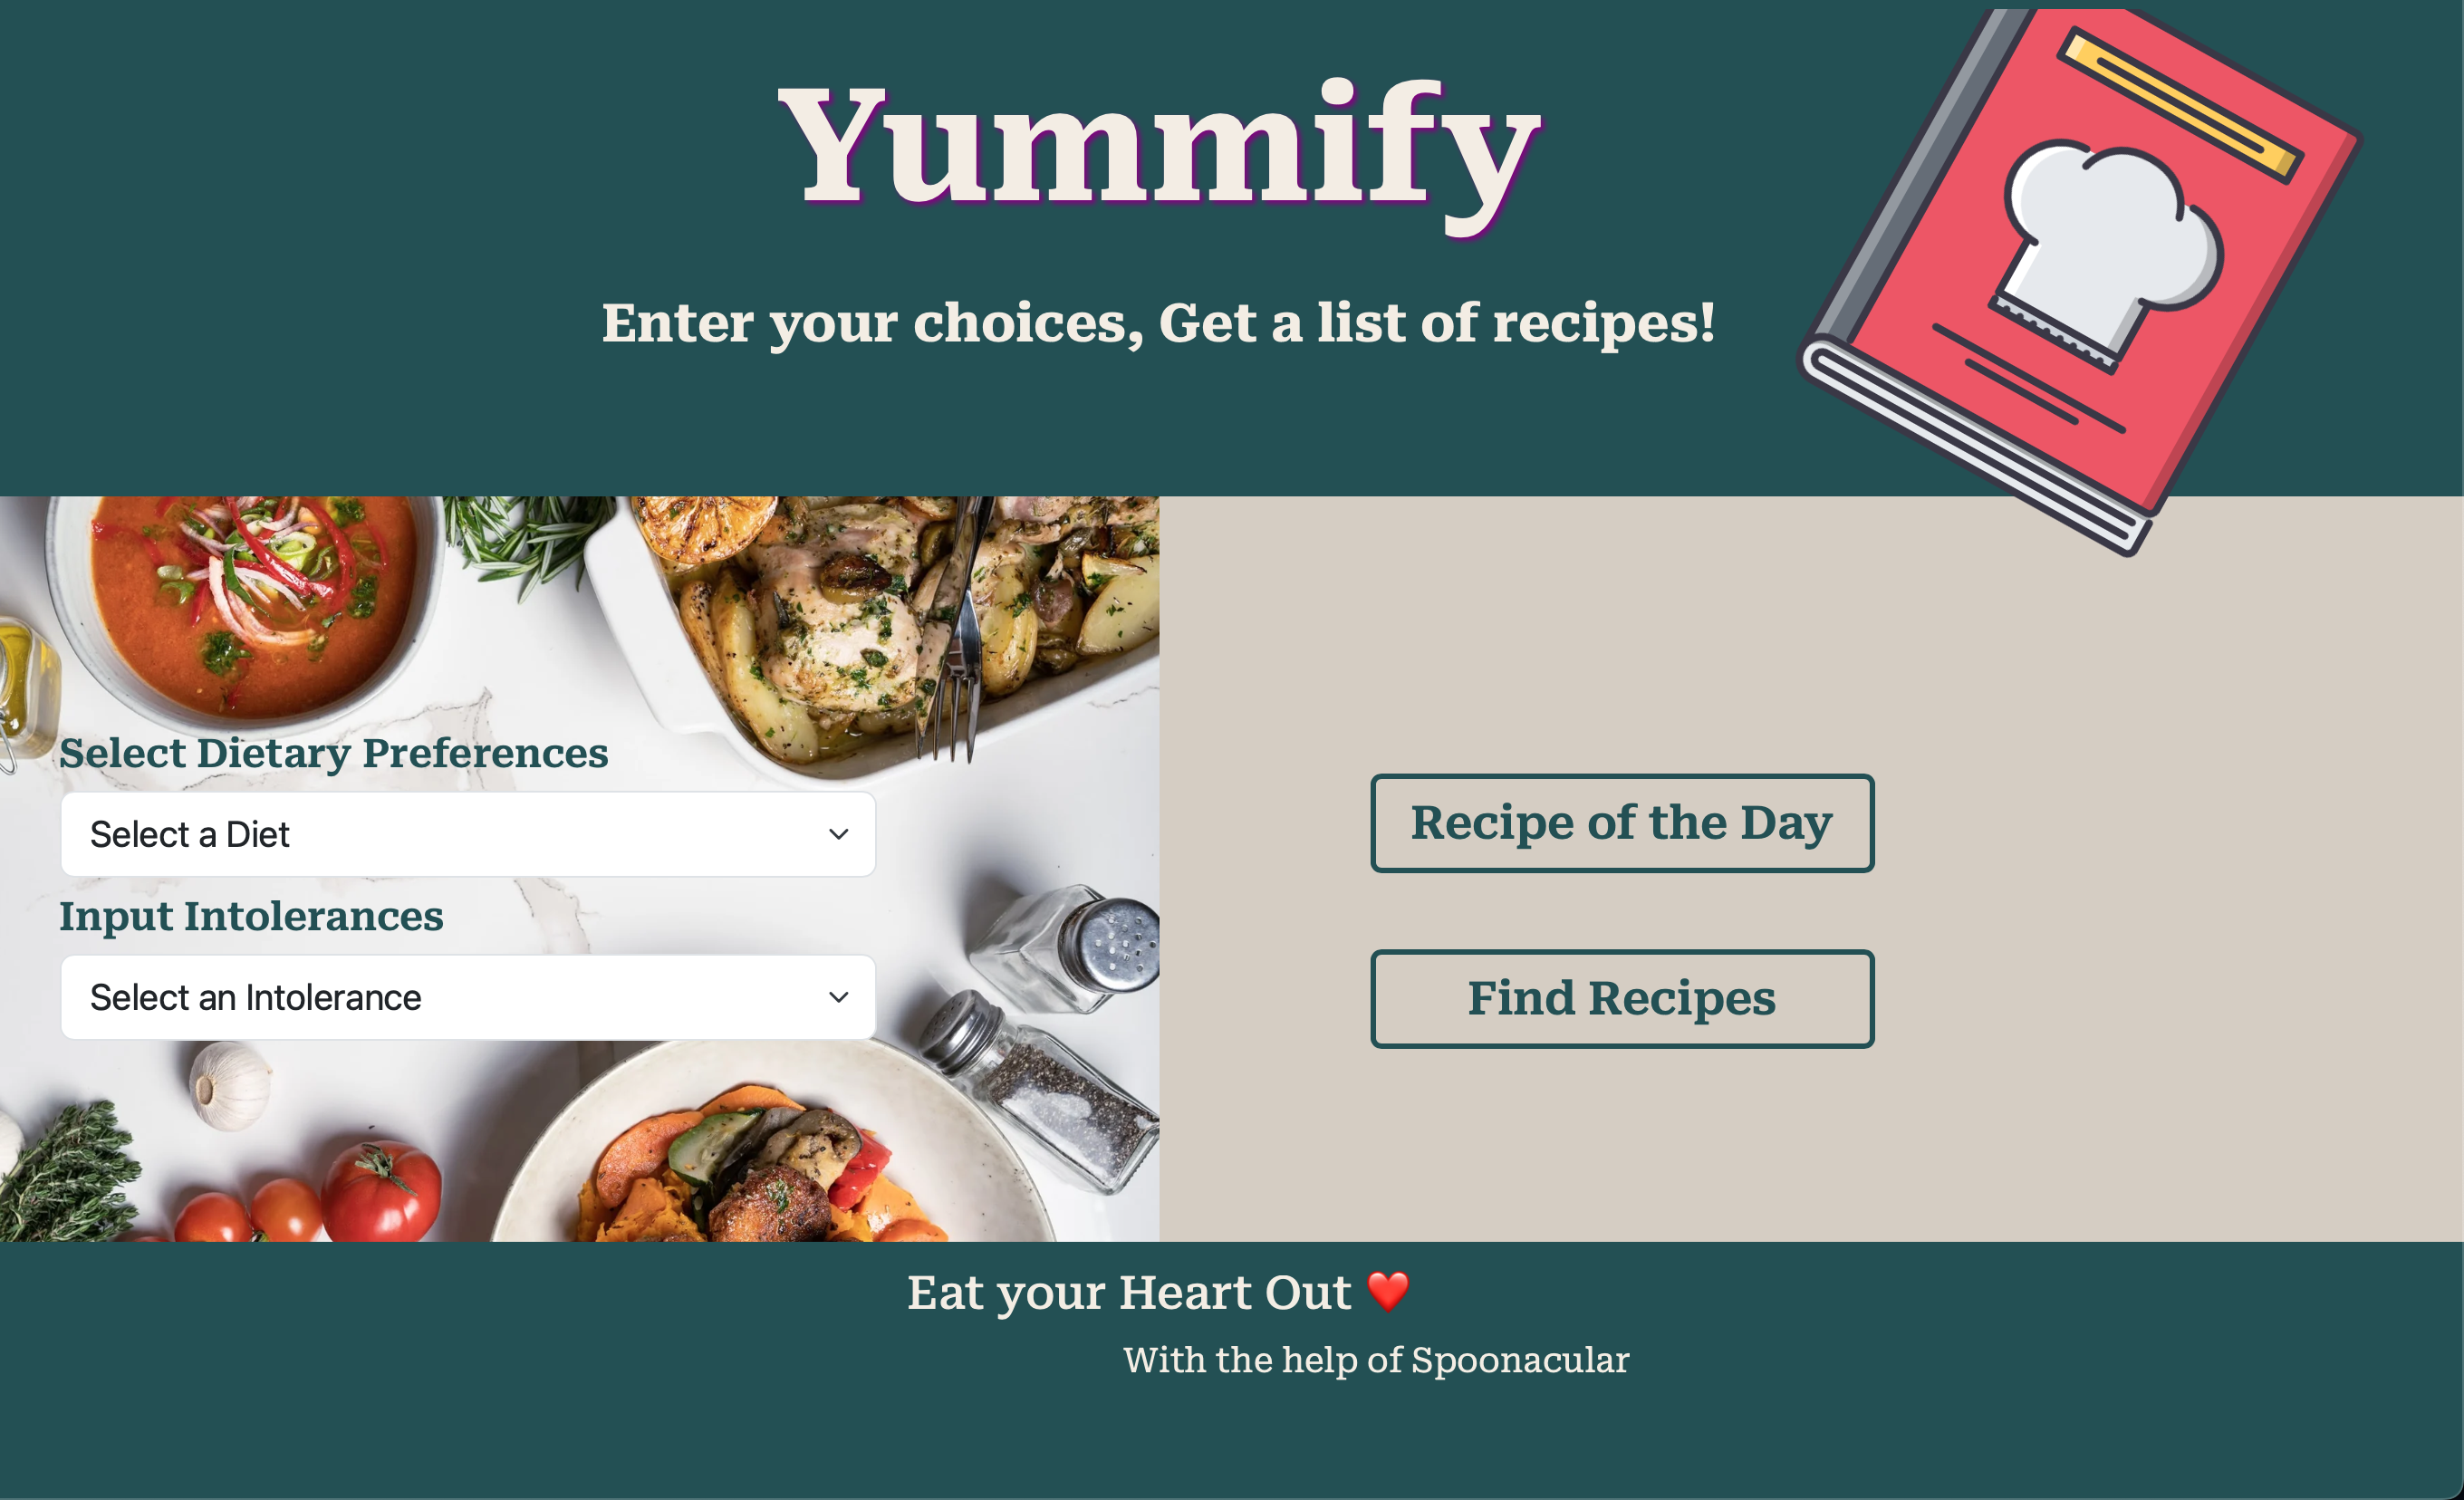 Yummify
Enter your choices, Get a list of recipes!
Select Dietary Preferences
Select a Diet
Input Intolerances
Select an Intolerance
Recipe of the Day
Find Recipes
Eat your Heart Out ❤️
With the help of Spoonacular